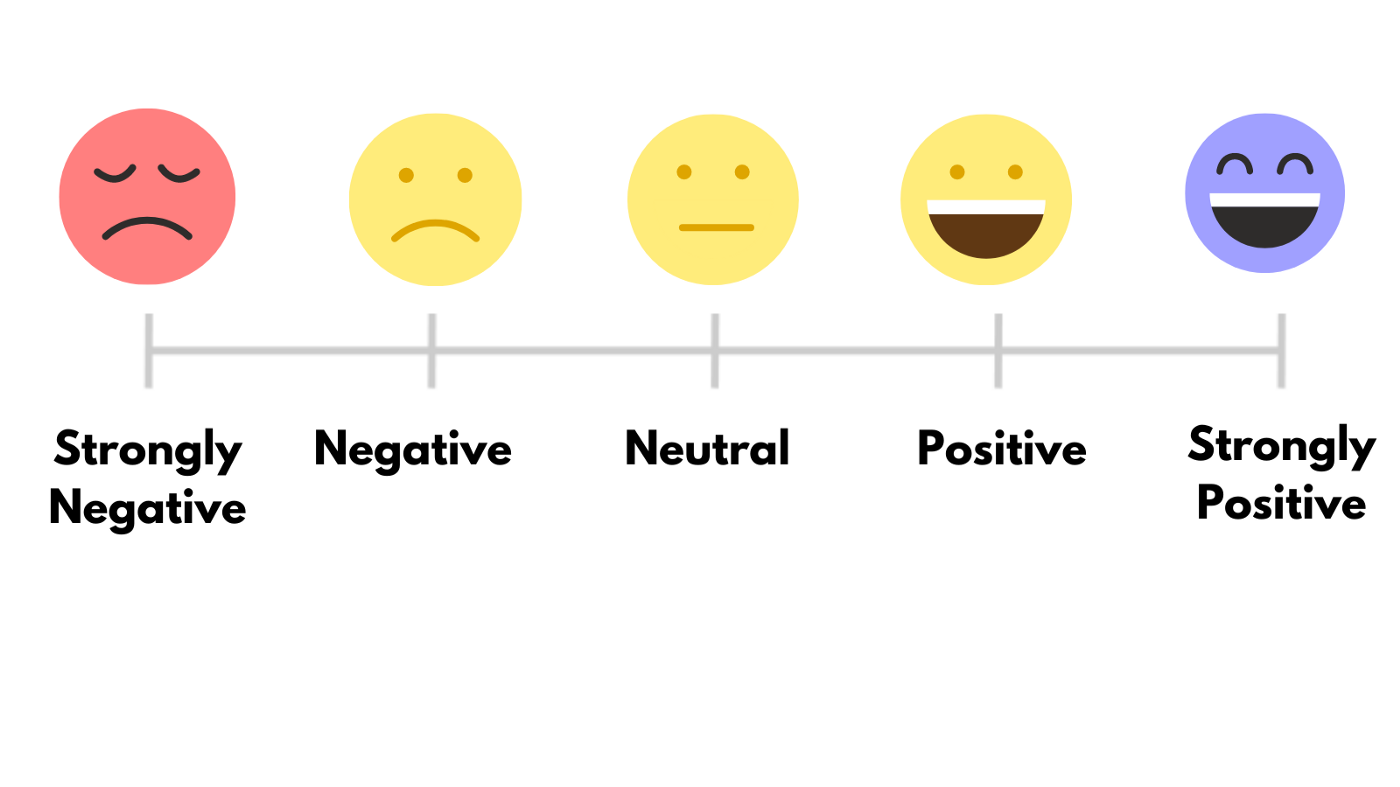 Strongly
Negative
Negative
Neutral
Positive
Strongly
Positive